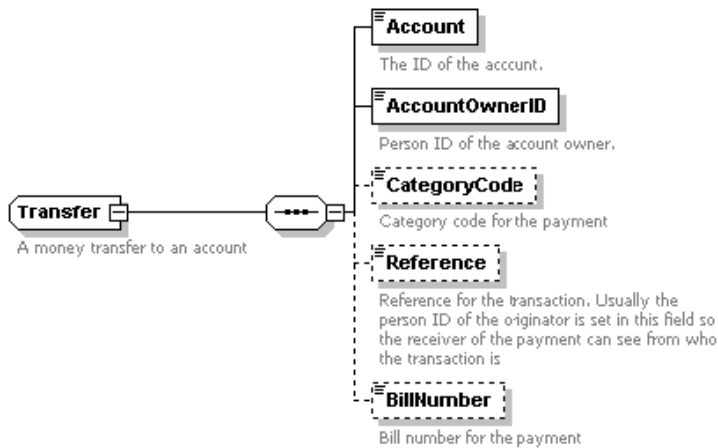 Account
The ID of the account.
AccountOwnerID
Person ID of the account owner.
CategoryCode
Category code for the payment
Transfer
A money transfer to an account
Reference
Reference for the transaction. Usually the
person ID of the originator is set in this field so
the receiver of the payment can see from who
the transaction is
BillNumber
Bill number for the payment